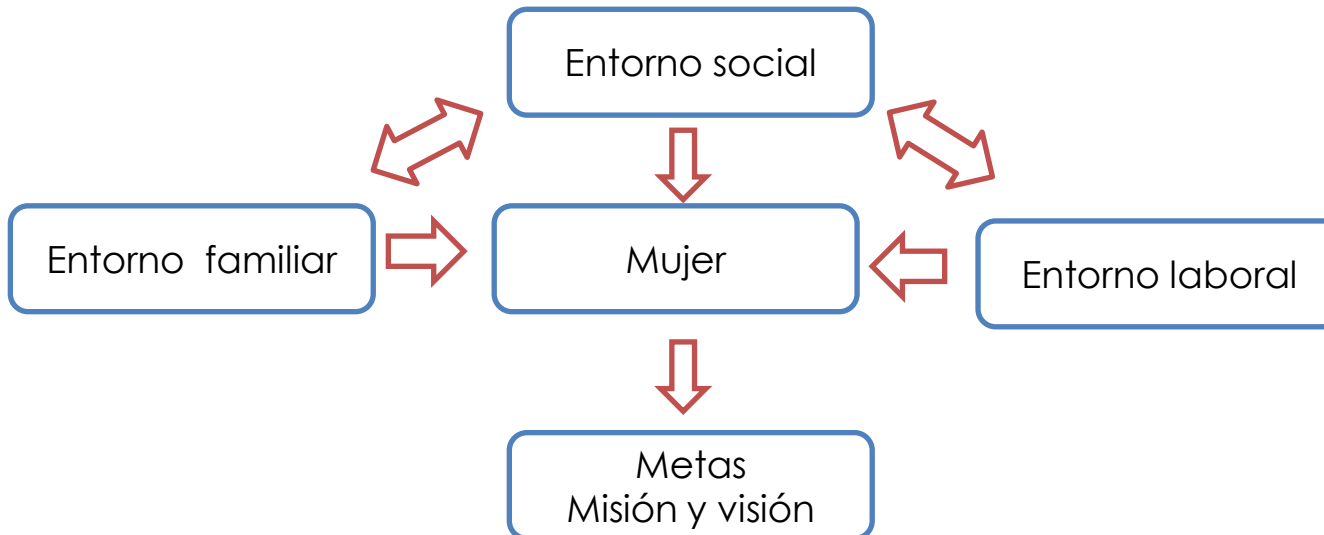 Entorno social
Entorno familiar
Mujer
Entorno laboral
Metas
Misión y visión